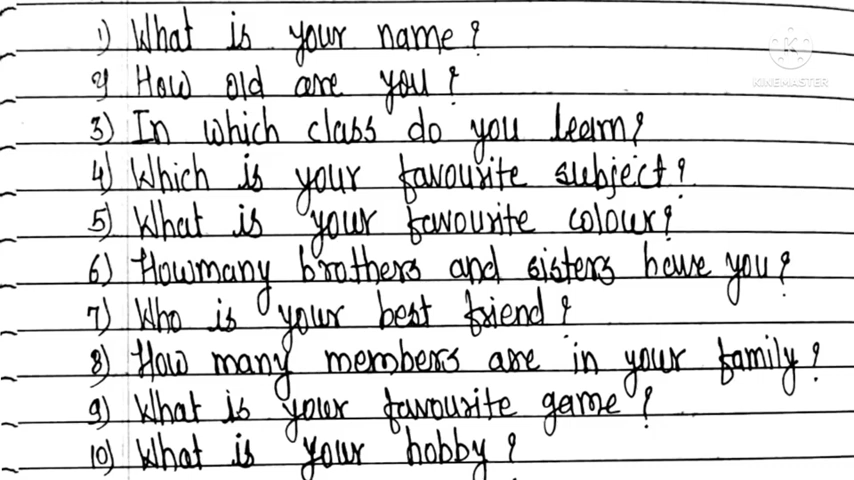 1) What is your name?
2) How old are you?
3) In which class do you learn?
4) Which is your favourite subject?
5) What is your favourite colour?
6) Howmany brothers and sisters have you?
7) Who is your best friend?
8) How many members are in your family?
9) What is your favourite game?
10) What is your hobby?
KINEMASTER